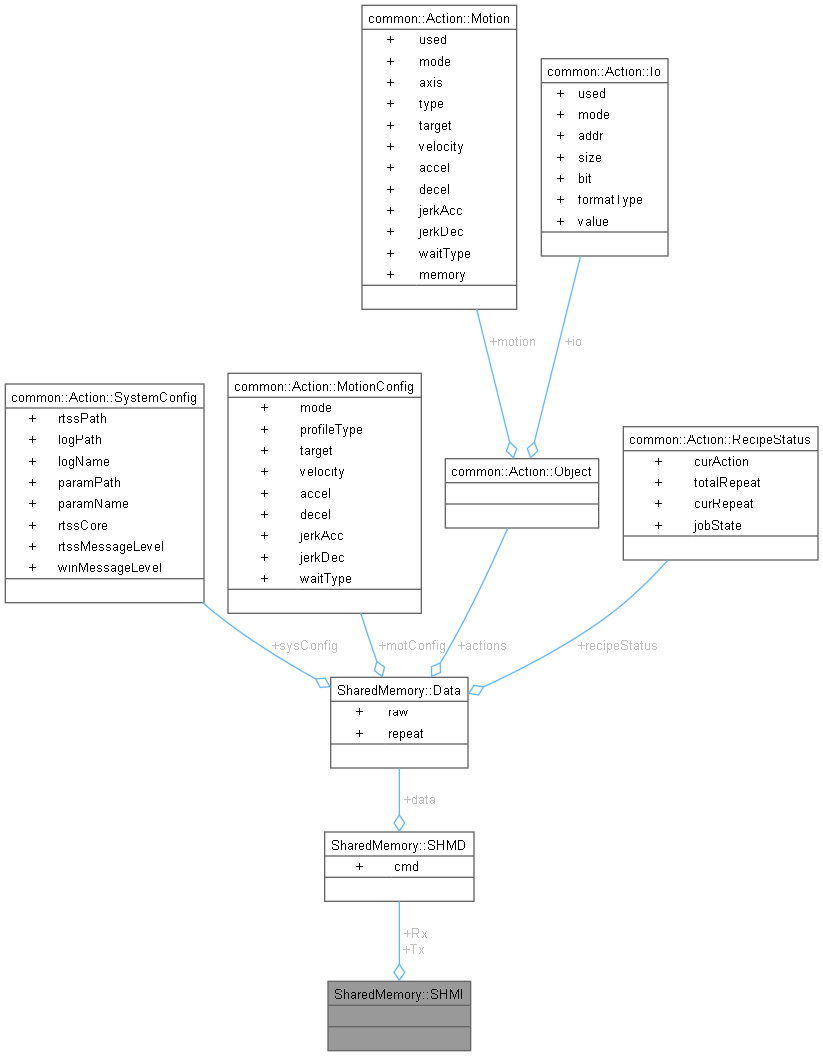 common::Action::Motion
+ used
+ mode
+ axis
+ type
+ target
+ velocity
+ accel
+ decel
+ jerkAcc
+ jerkDec
+ waitType
+ memory
common::Action::Io
+ used
+ mode
+ addr
+ size
+ bit
+ formatType
+ value
+motion
+io
common::Action::SystemConfig
+ rtssPath
+ logPath
+ logName
+ paramPath
+ paramName
+ rtssCore
+ rtssMessageLevel
+ winMessageLevel
common::Action::MotionConfig
+ mode
+ profileType
+ target
+ velocity
+ accel
+ decel
+ jerkAcc
+ jerkDec
+ waitType
common::Action::Object
common::Action::RecipeStatus
+ curAction
+ totalRepeat
+ curRepeat
+ jobState
+sysConfig
+motConfig
+actions
+recipeStatus
SharedMemory::Data
+ raw
+ repeat
+data
SharedMemory::SHMD
+ cmd
+Rx
+Tx
SharedMemory::SHMI